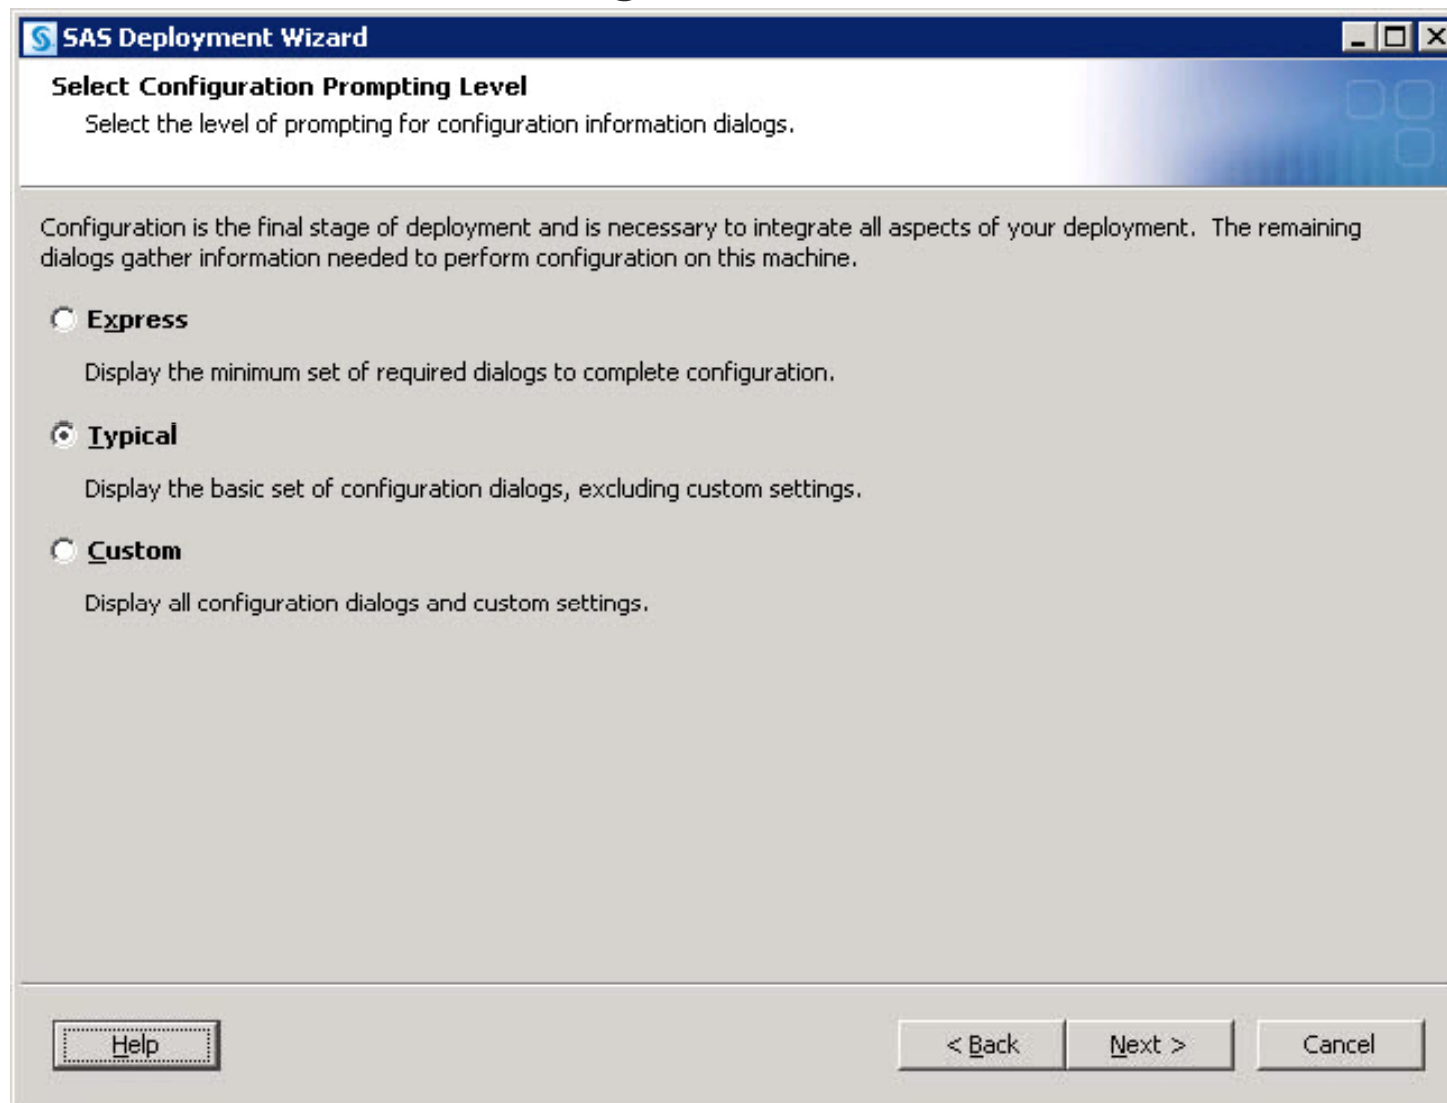 SAS Deployment Wizard
Select Configuration Prompting Level
Select the level of prompting for configuration information dialogs.
Configuration is the final stage of deployment and is necessary to integrate all aspects of your deployment.  The remaining
dialogs gather information needed to perform configuration on this machine.
Express
Display the minimum set of required dialogs to complete configuration.
Typical
Display the basic set of configuration dialogs, excluding custom settings.
Custom
Display all configuration dialogs and custom settings.
Help
< Back
Next >
Cancel